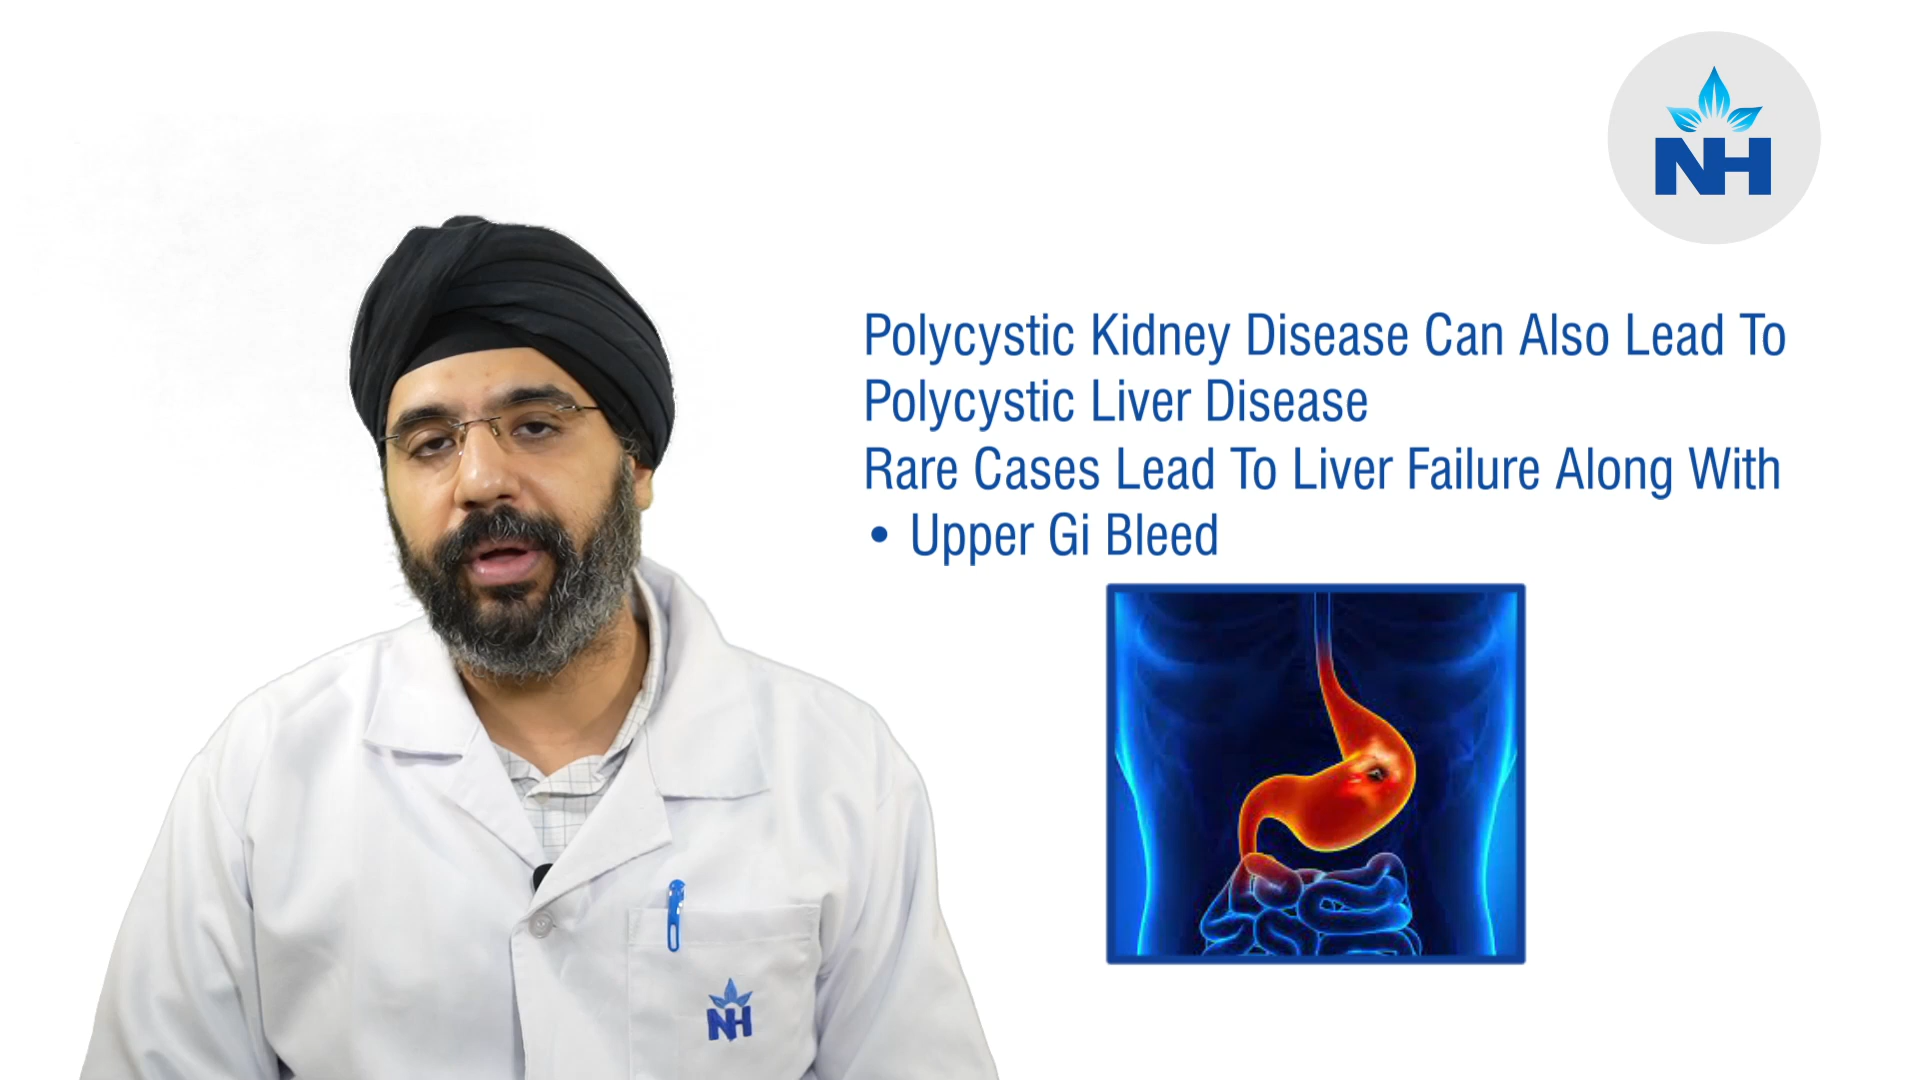 NH
Polycystic Kidney Disease Can Also Lead To
Polycystic Liver Disease
Rare Cases Lead To Liver Failure Along With
• Upper Gi Bleed
NH